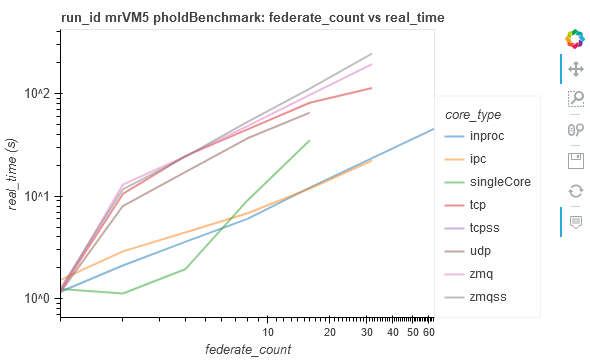 run_id mrVM5 pholdBenchmark: federate_count vs real_time
real_time (s)
10^2
10^1
10^0
10
20
30
40
50
60
federate_count
core_type
inproc
ipc
singleCore
tcp
tcpss
udp
zmq
zmqss